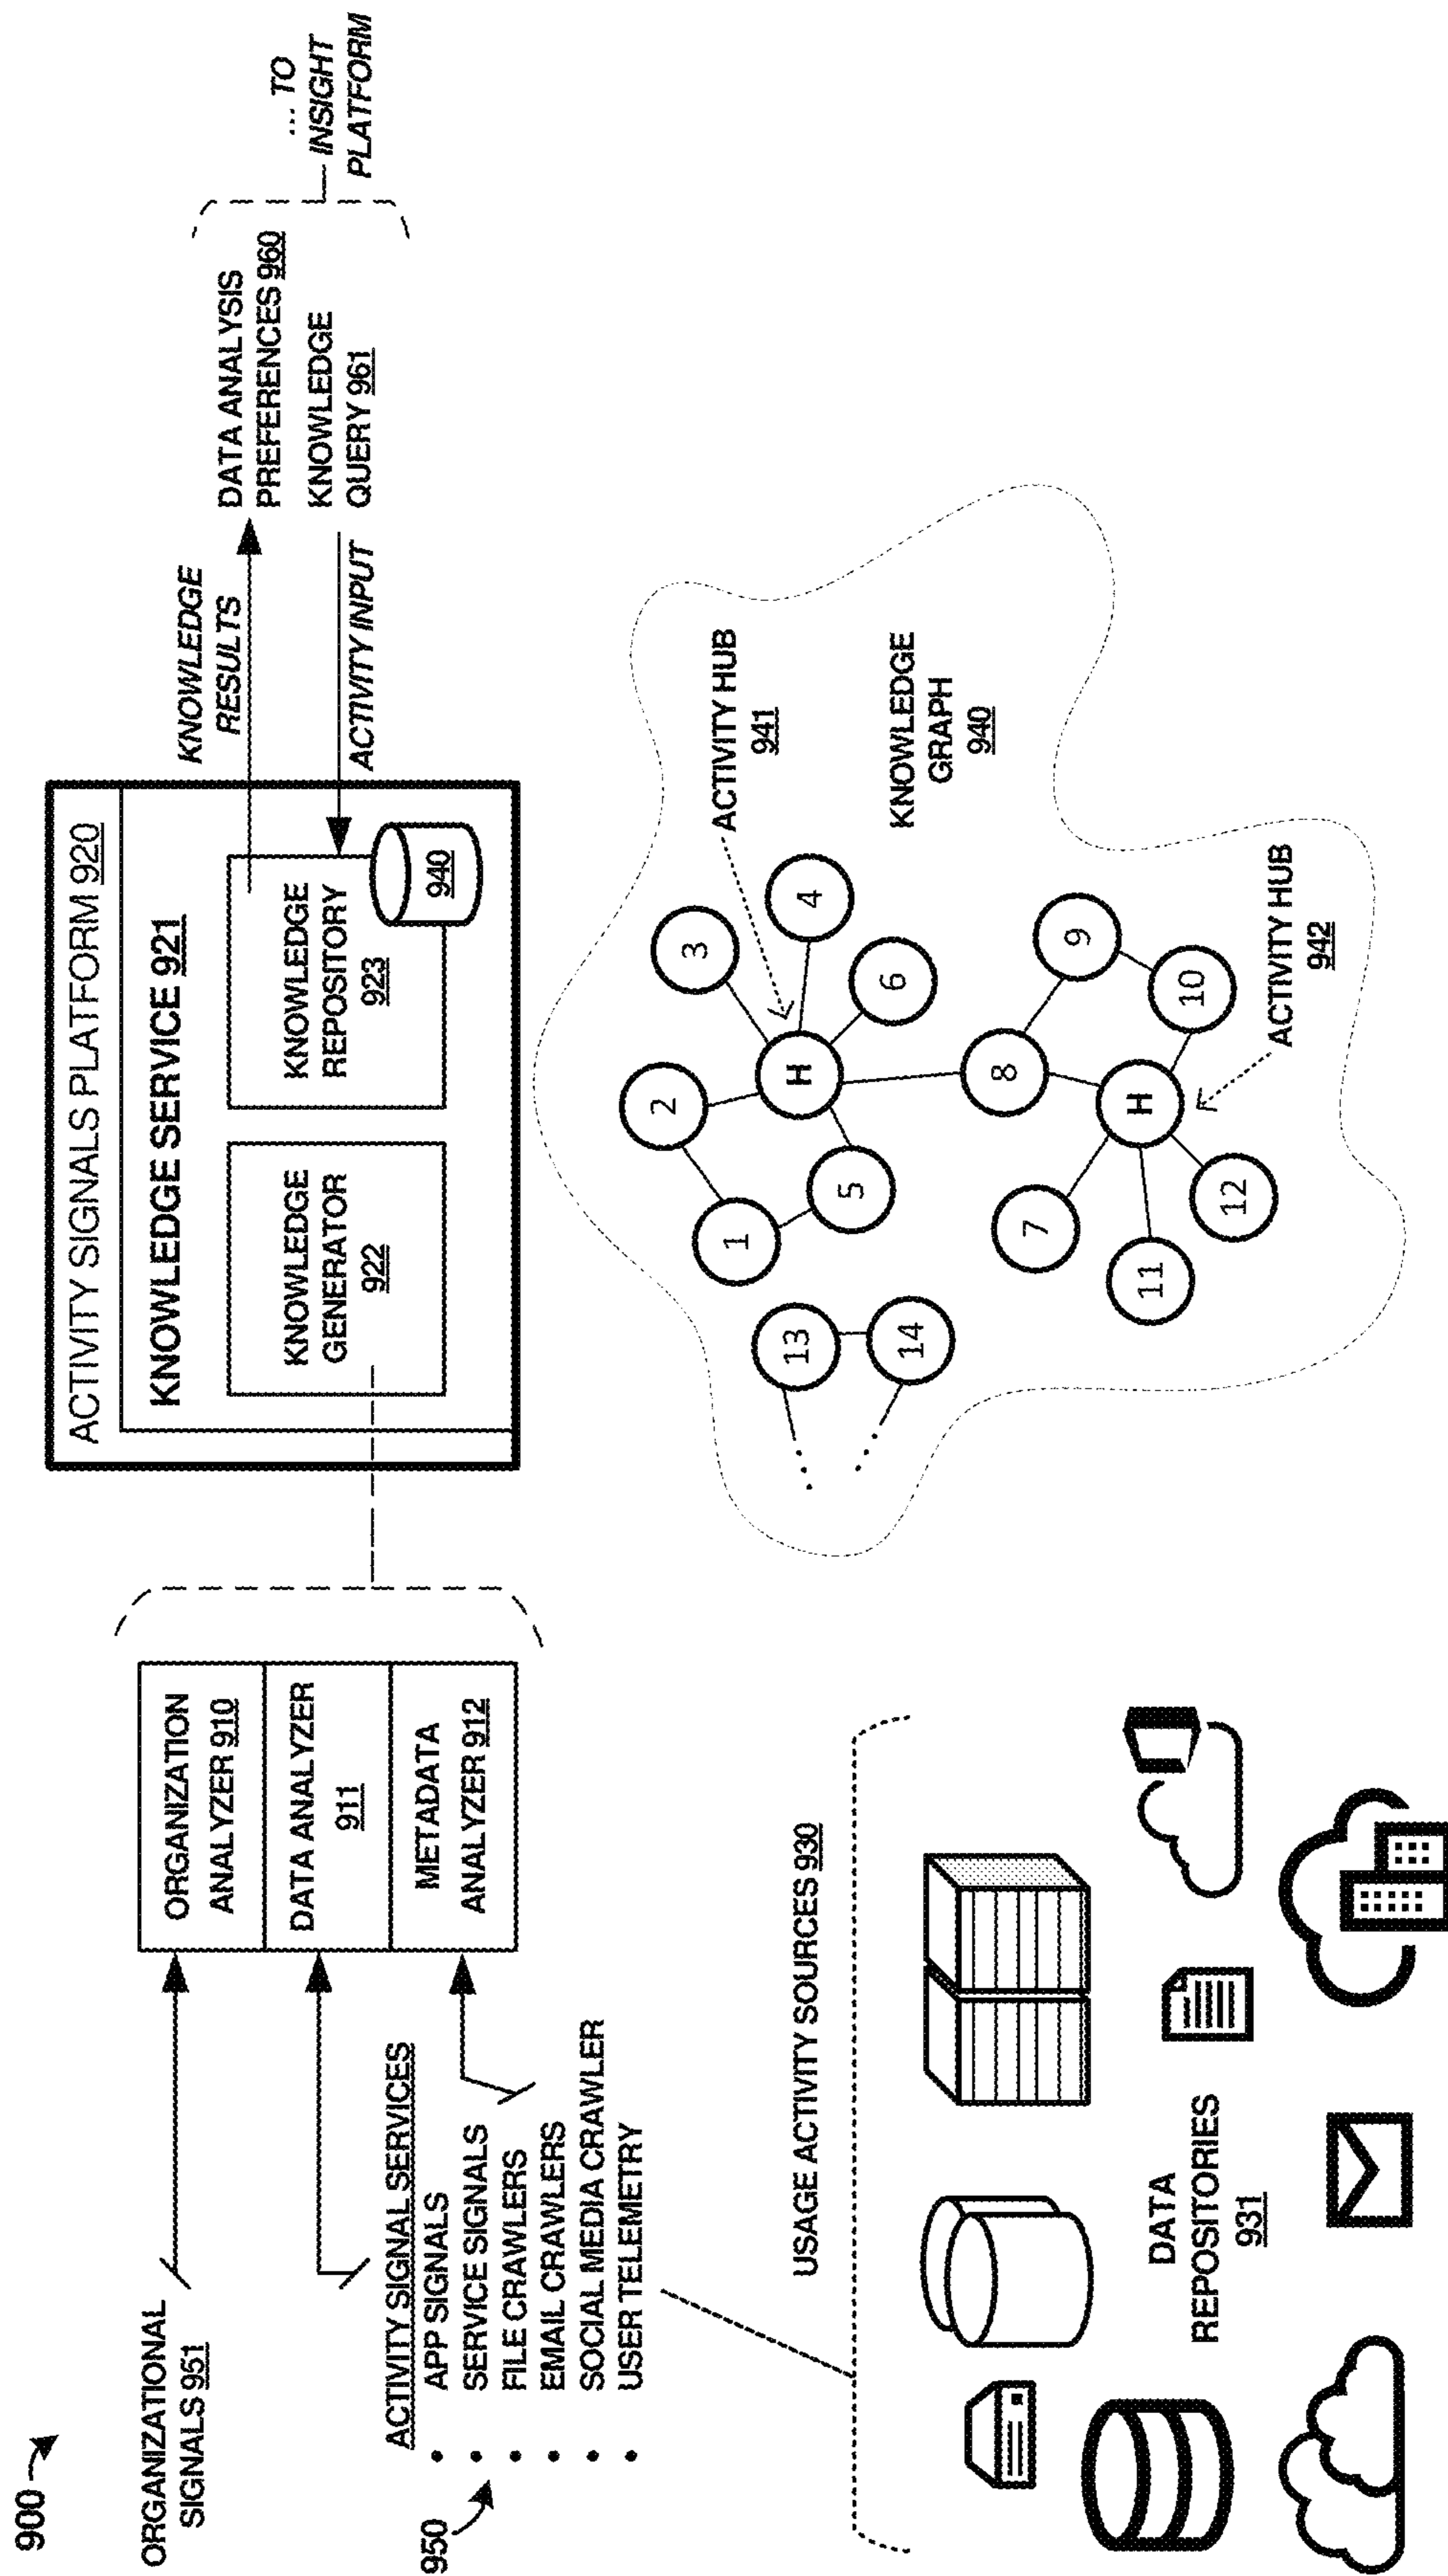 900
ORGANIZATIONAL
SIGNALS 951
ORGANIZATION
ANALYZER 910
DATA ANALYZER
911
METADATA
ANALYZER 912
950
ACTIVITY SIGNAL SERVICES
• APP SIGNALS
• SERVICE SIGNALS
• FILE CRAWLERS
• EMAIL CRAWLERS
• SOCIAL MEDIA CRAWLER
• USER TELEMETRY
ACTIVITY SIGNALS PLATFORM 920
KNOWLEDGE SERVICE 921
KNOWLEDGE
GENERATOR
922
KNOWLEDGE
REPOSITORY
923
940
KNOWLEDGE
RESULTS
ACTIVITY INPUT
DATA ANALYSIS
PREFERENCES 960
KNOWLEDGE
QUERY 961
... TO
INSIGHT
PLATFORM
USAGE ACTIVITY SOURCES 930
DATA
REPOSITORIES
931
2
3
1
13
H
4
ACTIVITY HUB
941
5
6
14
KNOWLEDGE
GRAPH
940
8
7
9
H
11
10
12
ACTIVITY HUB
942